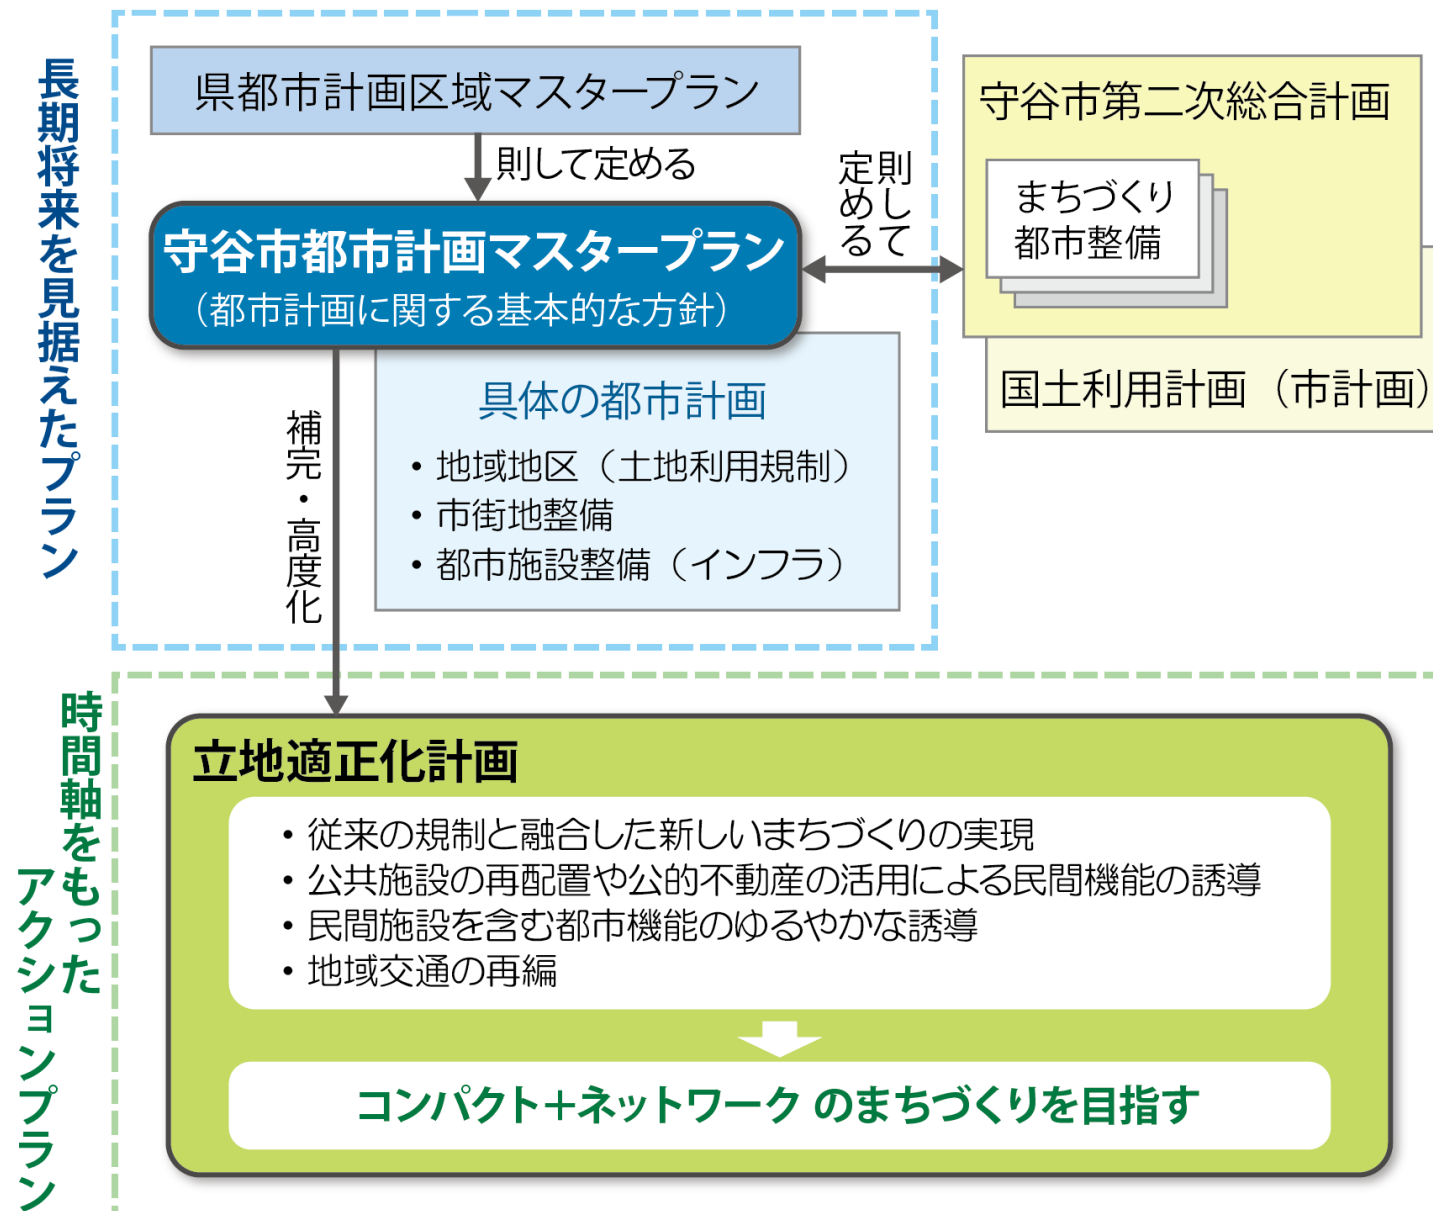 長期将来を見据えたプラン
県都市計画区域マスタープラン
則して定める
守谷市都市計画マスタープラン
（都市計画に関する基本的な方針）
則して
定める
守谷市第二次総合計画
まちづくり
都市整備
国土利用計画（市計画）
具体の都市計画
・地域地区（土地利用規制）
・市街地整備
・都市施設整備（インフラ）
補完・高度化
時間軸をもった
アクションプラン
立地適正化計画
・従来の規制と融合した新しいまちづくりの実現
・公共施設の再配置や公的不動産の活用による民間機能の誘導
・民間施設を含む都市機能のゆるやかな誘導
・地域交通の再編
コンパクト＋ネットワーク のまちづくりを目指す